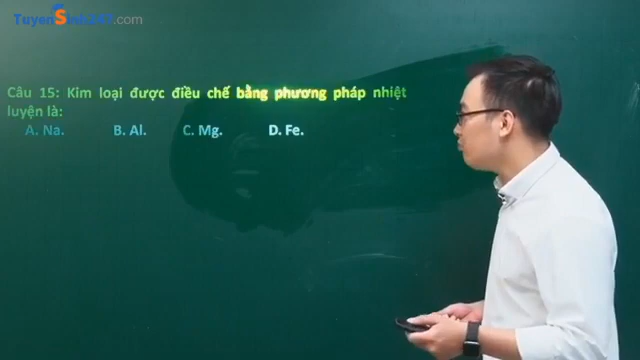 TuyenSinh247.com
Câu 15: Kim loại được điều chế bằng phương pháp nhiệt
luyện là:
A. Na. B. Al. C. Mg. D. Fe.